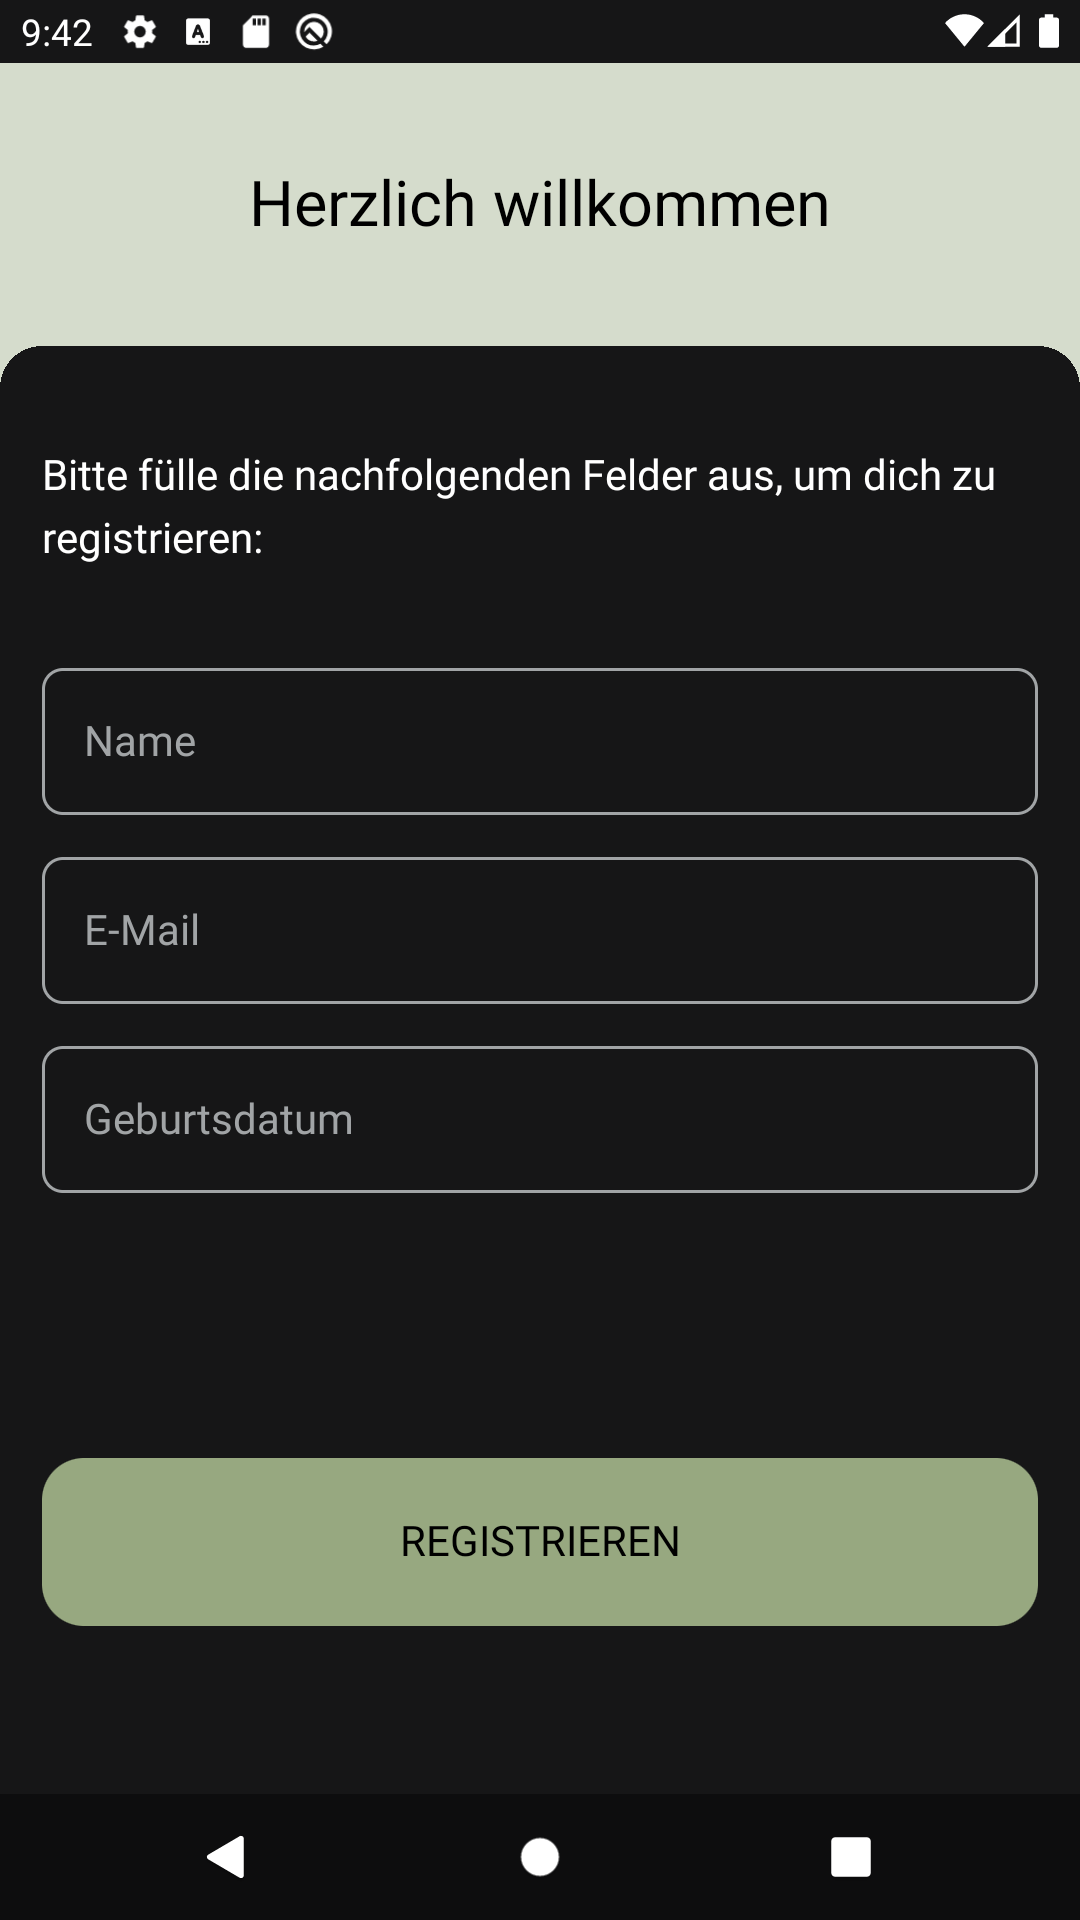 9:42
Herzlich willkommen
Bitte fülle die nachfolgenden Felder aus, um dich zu
registrieren:
Name
E-Mail
Geburtsdatum
REGISTRIEREN